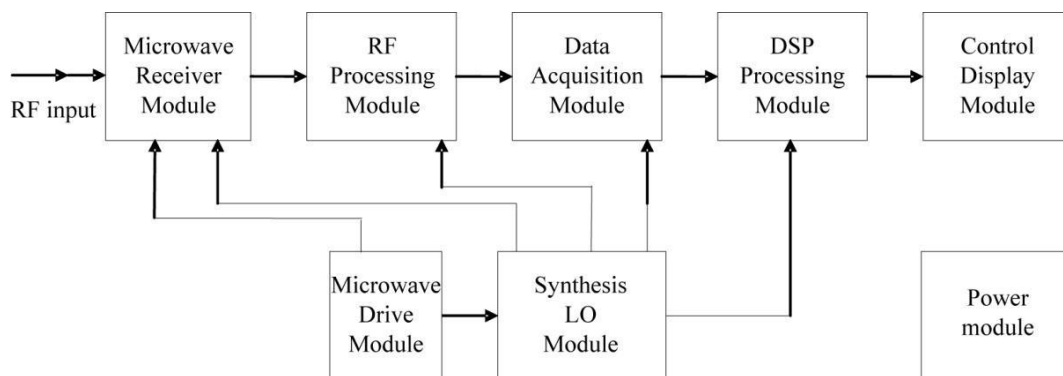 RF input
Microwave
Receiver
Module
RF
Processing
Module
Data
Acquisition
Module
DSP
Processing
Module
Control
Display
Module
Microwave
Drive
Module
Synthesis
LO
Module
Power
module